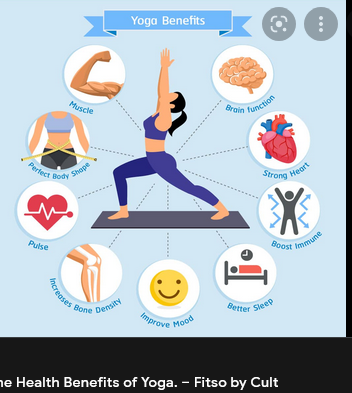 Yoga Benefits
Muscle
Brain function
Perfect Body Shape
Strong Heart
Pulse
Boost Immune
Increases Bone Density
Improve Mood
Better Sleep
Health Benefits of Yoga. – Fitso by Cult